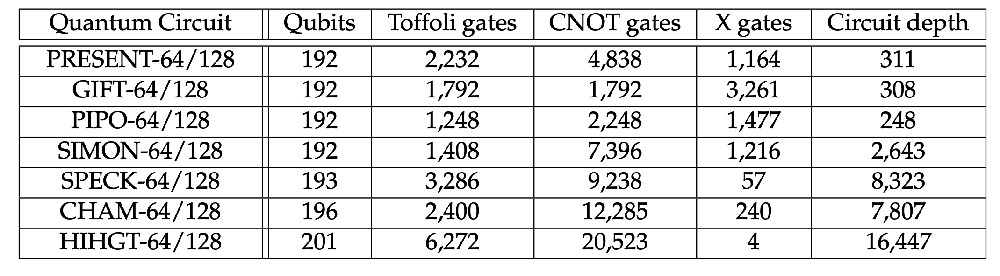 Quantum Circuit Qubits Toffoli gates CNOT gates X gates Circuit depth
PRESENT-64/128 192 2,232 4,838 1,164 311
GIFT-64/128 192 1,792 1,792 3,261 308
PIPO-64/128 192 1,248 2,248 1,477 248
SIMON-64/128 192 1,408 7,396 1,216 2,643
SPECK-64/128 193 3,286 9,238 57 8,323
CHAM-64/128 196 2,400 12,285 240 7,807
HIHGT-64/128 201 6,272 20,523 4 16,447